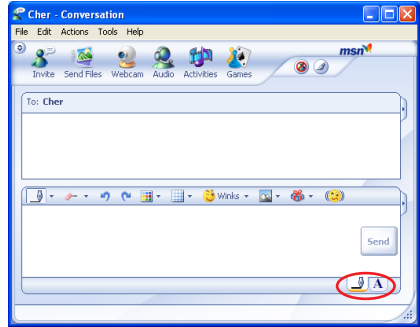 Cher - Conversation
File Edit Actions Tools Help
msn
Invite Send Files Webcam Audio Activities Games
To: Cher
Winks
Send
A